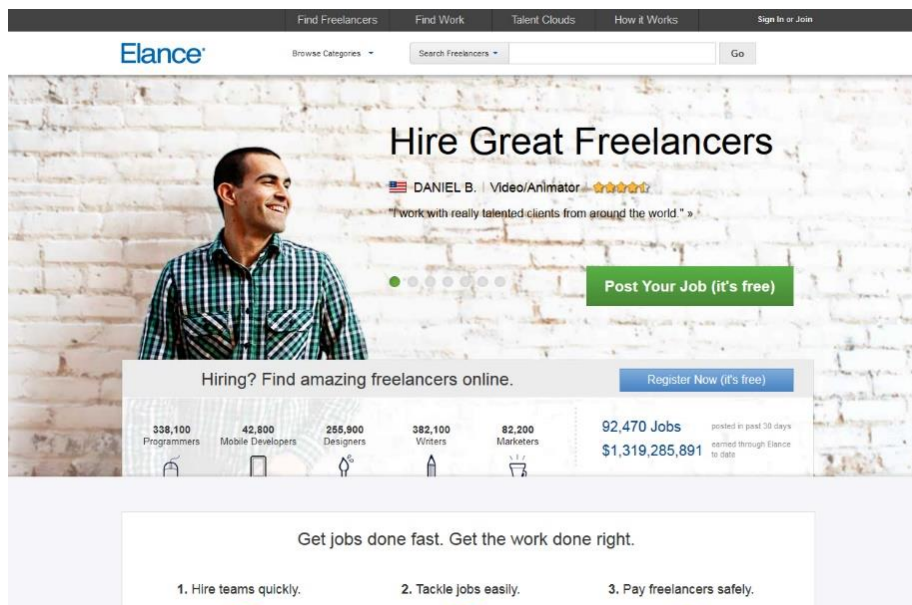 Find Freelancers Find Work Talent Clouds How it Works Sign In or Join
Elance Browse Categories Search Freelancers Go
Hire Great Freelancers
DANIEL B. | Video/Animator
"I work with really talented clients from around the world." »
Post Your Job (it's free)
Hiring? Find amazing freelancers online. Register Now (it's free)
338,100 42,800 255,900 382,100 82,200
Programmers Mobile Developers Designers Writers Marketers
92,470 Jobs posted in past 30 days
$1,319,285,891 earned through Elance to date
Get jobs done fast. Get the work done right.
1. Hire teams quickly. 2. Tackle jobs easily. 3. Pay freelancers safely.